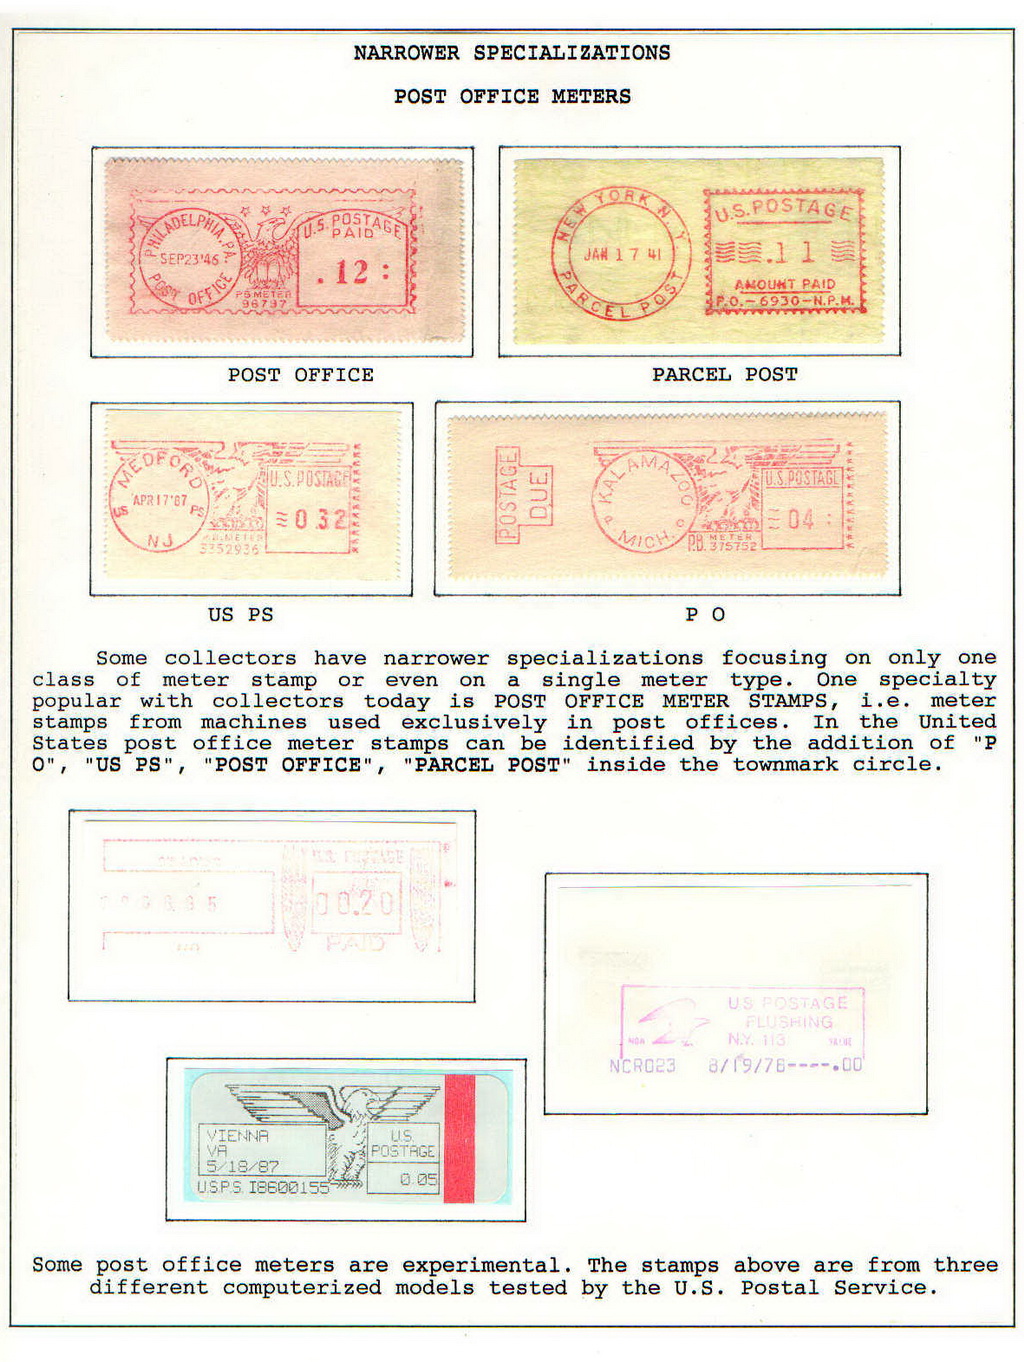 NARROWER SPECIALIZATIONS
POST OFFICE METERS
PHILADELPHIA, PA.
SEP23'46
POST OFFICE
P.B. METER
96797
U.S. POSTAGE
PAID
.12 :
NEW YORK N.Y
JAN 17 41
PARCEL POST
U.S. POSTAGE
.11
AMOUNT PAID
P.O.-6930-N.P.M.
POST OFFICE
PARCEL POST
MEDFORD
US APR17'87 PS
NJ
P.B. METER
3352936
U.S. POSTAGE
0 32
POSTAGE
DUE
KALAMAZOO
P O
MICH.
P.B. METER
375752
U.S. POSTAGE
04 :
US PS
P O
Some collectors have narrower specializations focusing on only one
class of meter stamp or even on a single meter type. One specialty
popular with collectors today is POST OFFICE METER STAMPS, i.e. meter
stamps from machines used exclusively in post offices. In the United
States post office meter stamps can be identified by the addition of "P
O", "US PS", "POST OFFICE", "PARCEL POST" inside the townmark circle.
U.S. POSTAGE
00.20
PAID
US POSTAGE
FLUSHING
N.Y. 113
VALUE
NCR023 8/19/78----.00
VIENNA
VA
5/18/87
U.S.P.S. I8600155
U.S.
POSTAGE
0.05
Some post office meters are experimental. The stamps above are from three
different computerized models tested by the U.S. Postal Service.